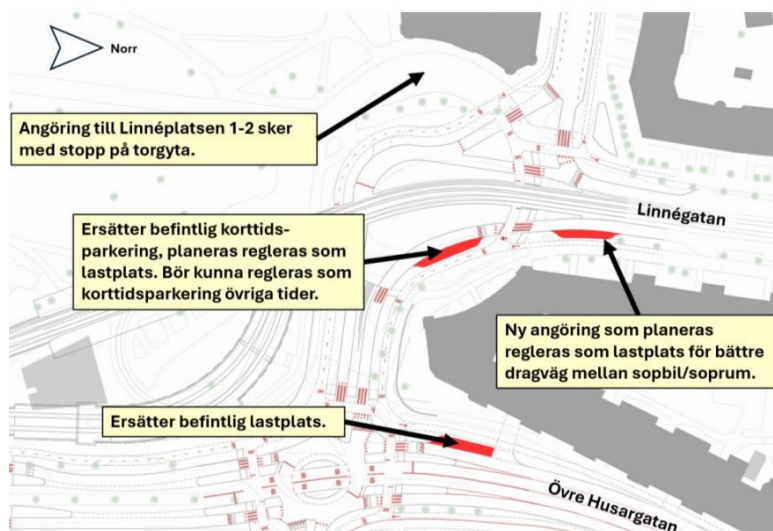 Norr
Angöring till Linnéplatsen 1-2 sker
med stopp på torgyta.
Linnégatan
Ersätter befintlig korttids-
parkering, planeras regleras som
lastplats. Bör kunna regleras som
korttidsparkering övriga tider.
Ny angöring som planeras
regleras som lastplats för bättre
dragväg mellan sopbil/soprum.
Ersätter befintlig lastplats.
Övre Husargatan